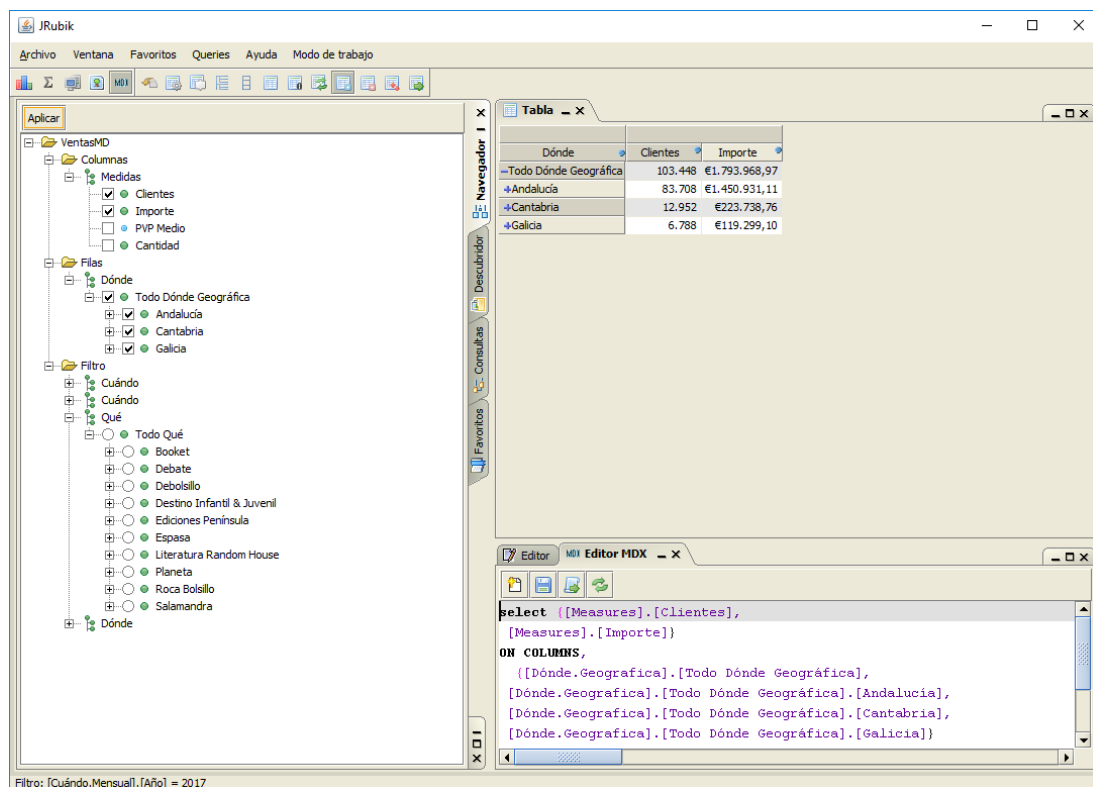 JRubik
Archivo Ventana Favoritos Queries Ayuda Modo de trabajo
Σ MDX
Aplicar
VentasMD
Columnas
Medidas
Clientes
Importe
PVP Medio
Cantidad
Filas
Dónde
Todo Dónde Geográfica
Andalucía
Cantabria
Galicia
Filtro
Cuándo
Cuándo
Qué
Todo Qué
Booket
Debate
Debolsillo
Destino Infantil & Juvenil
Ediciones Península
Espasa
Literatura Random House
Planeta
Roca Bolsillo
Salamandra
Dónde
Navegador
Descubridor
Consultas
Favoritos
Tabla
Dónde Clientes Importe
Todo Dónde Geográfica 103.448 €1.793.968,97
Andalucía 83.708 €1.450.931,11
Cantabria 12.952 €223.738,76
Galicia 6.788 €119.299,10
Editor MDX Editor MDX
select {[Measures].[Clientes],
[Measures].[Importe]}
ON COLUMNS,
{[Dónde.Geografica].[Todo Dónde Geográfica],
[Dónde.Geografica].[Todo Dónde Geográfica].[Andalucía],
[Dónde.Geografica].[Todo Dónde Geográfica].[Cantabria],
[Dónde.Geografica].[Todo Dónde Geográfica].[Galicia]}
Filtro: [Cuándo.Mensual].[Año] = 2017